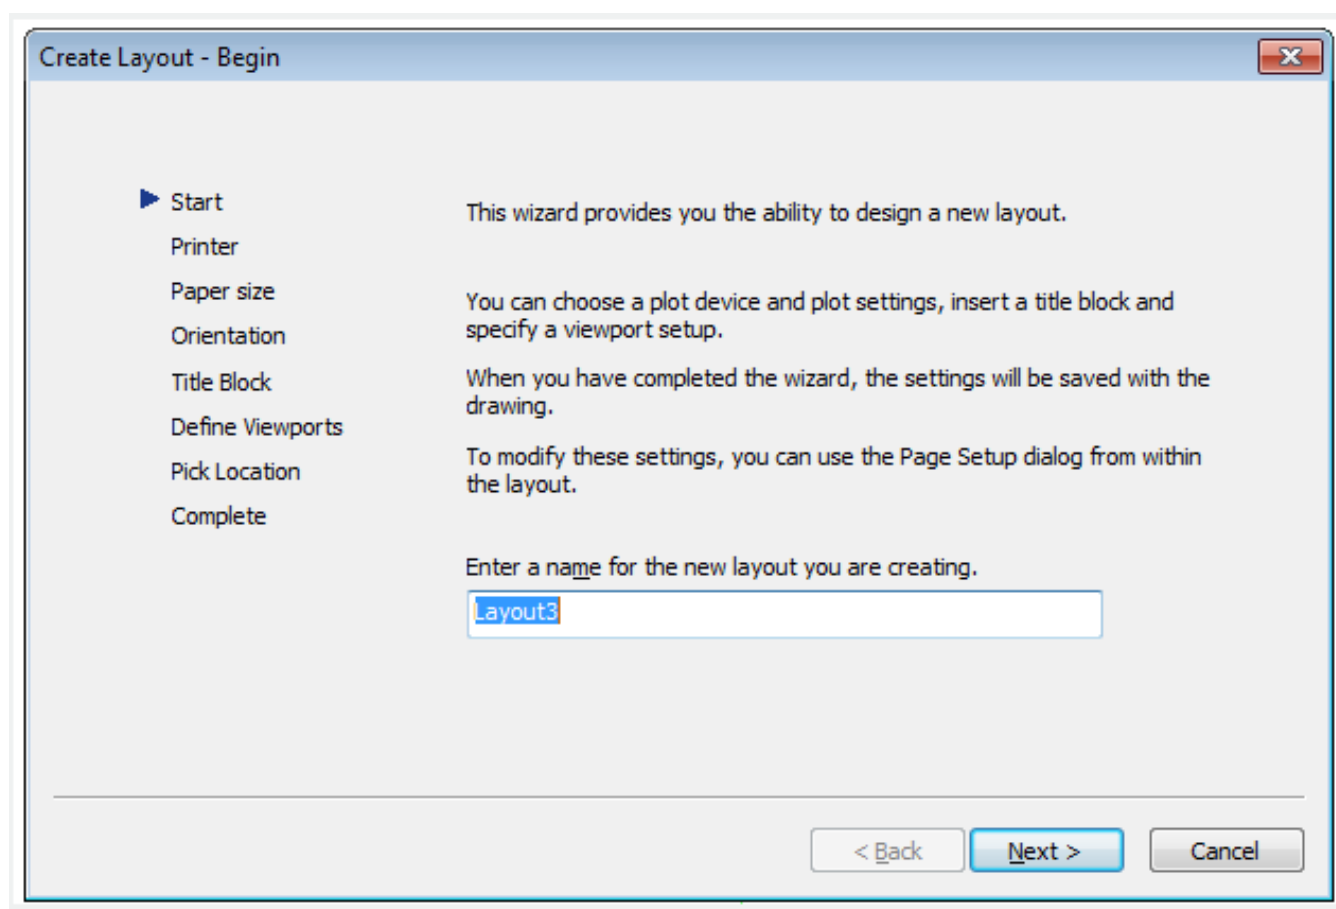 Create Layout - Begin
Start
Printer
Paper size
Orientation
Title Block
Define Viewports
Pick Location
Complete
This wizard provides you the ability to design a new layout.
You can choose a plot device and plot settings, insert a title block and
specify a viewport setup.
When you have completed the wizard, the settings will be saved with the
drawing.
To modify these settings, you can use the Page Setup dialog from within
the layout.
Enter a name for the new layout you are creating.
Layout3
< Back
Next >
Cancel